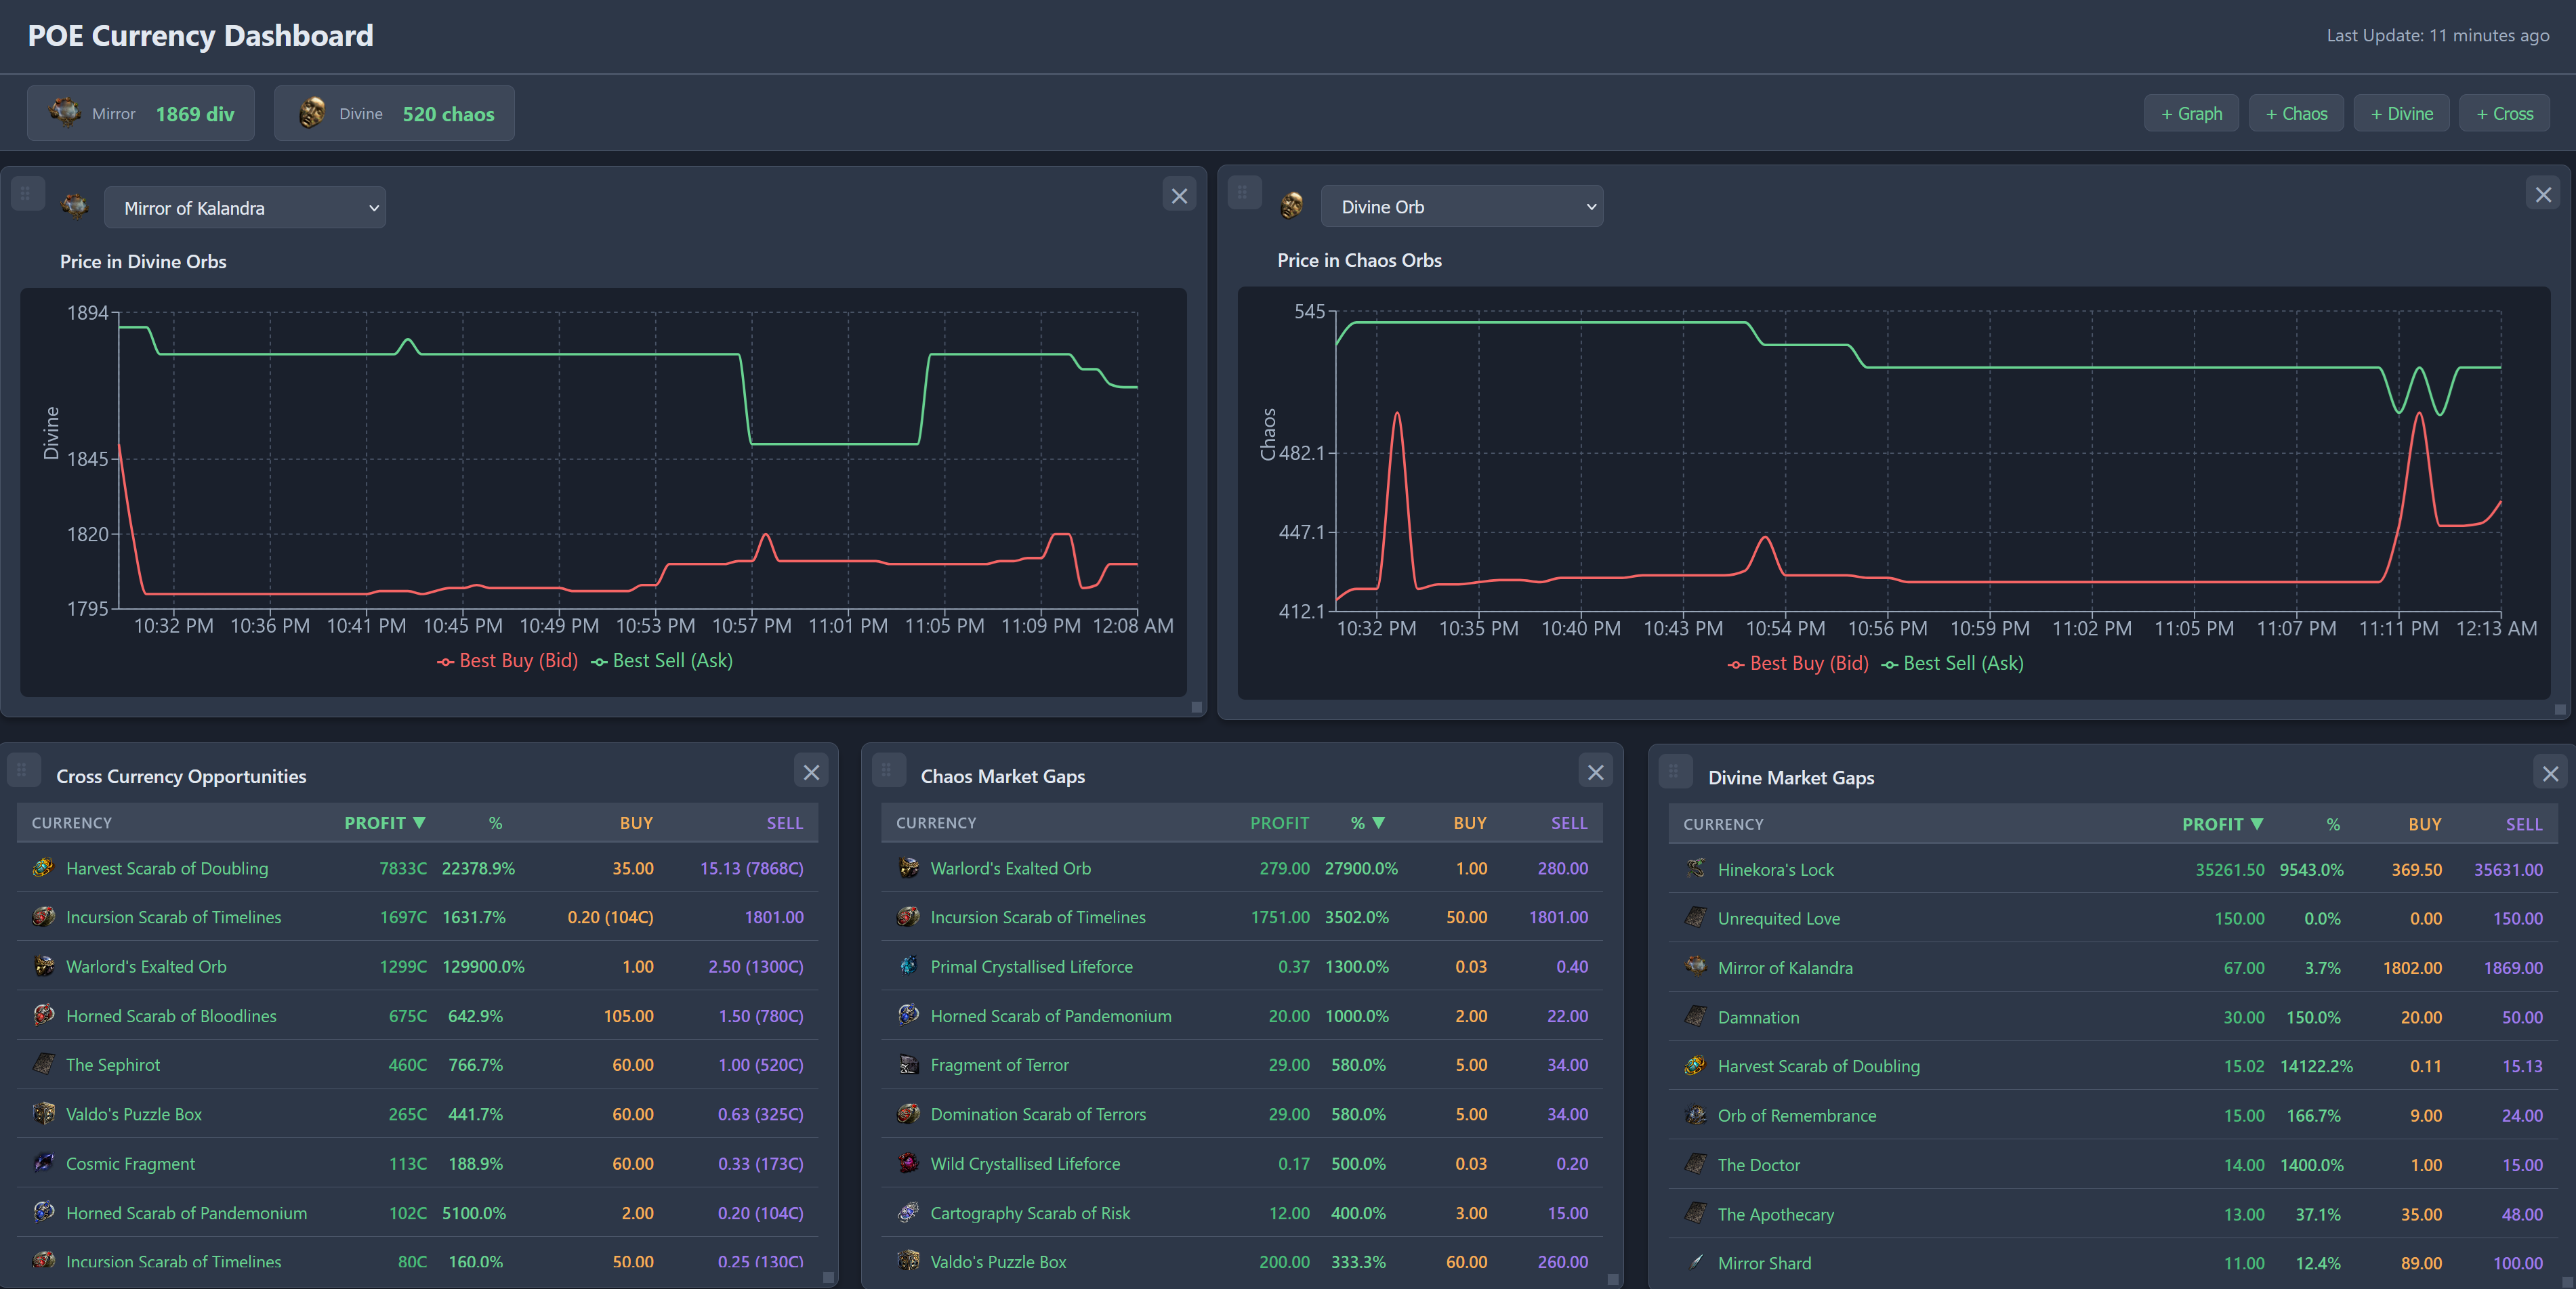 POE Currency Dashboard
Last Update: 11 minutes ago
Mirror 1869 div
Divine 520 chaos
+ Graph
+ Chaos
+ Divine
+ Cross
Mirror of Kalandra
Price in Divine Orbs
Divine
1894
1845
1820
1795
10:32 PM 10:36 PM 10:41 PM 10:45 PM 10:49 PM 10:53 PM 10:57 PM 11:01 PM 11:05 PM 11:09 PM 12:08 AM
Best Buy (Bid) Best Sell (Ask)
Divine Orb
Price in Chaos Orbs
Chaos
545
482.1
447.1
412.1
10:32 PM 10:35 PM 10:40 PM 10:43 PM 10:54 PM 10:56 PM 10:59 PM 11:02 PM 11:05 PM 11:07 PM 11:11 PM 12:13 AM
Best Buy (Bid) Best Sell (Ask)
Cross Currency Opportunities
CURRENCY PROFIT ▼ % BUY SELL
Harvest Scarab of Doubling 7833C 22378.9% 35.00 15.13 (7868C)
Incursion Scarab of Timelines 1697C 1631.7% 0.20 (104C) 1801.00
Warlord's Exalted Orb 1299C 129900.0% 1.00 2.50 (1300C)
Horned Scarab of Bloodlines 675C 642.9% 105.00 1.50 (780C)
The Sephirot 460C 766.7% 60.00 1.00 (520C)
Valdo's Puzzle Box 265C 441.7% 60.00 0.63 (325C)
Cosmic Fragment 113C 188.9% 60.00 0.33 (173C)
Horned Scarab of Pandemonium 102C 5100.0% 2.00 0.20 (104C)
Incursion Scarab of Timelines 80C 160.0% 50.00 0.25 (130C)
Chaos Market Gaps
CURRENCY PROFIT % ▼ BUY SELL
Warlord's Exalted Orb 279.00 27900.0% 1.00 280.00
Incursion Scarab of Timelines 1751.00 3502.0% 50.00 1801.00
Primal Crystallised Lifeforce 0.37 1300.0% 0.03 0.40
Horned Scarab of Pandemonium 20.00 1000.0% 2.00 22.00
Fragment of Terror 29.00 580.0% 5.00 34.00
Domination Scarab of Terrors 29.00 580.0% 5.00 34.00
Wild Crystallised Lifeforce 0.17 500.0% 0.03 0.20
Cartography Scarab of Risk 12.00 400.0% 3.00 15.00
Valdo's Puzzle Box 200.00 333.3% 60.00 260.00
Divine Market Gaps
CURRENCY PROFIT ▼ % BUY SELL
Hinekora's Lock 35261.50 9543.0% 369.50 35631.00
Unrequited Love 150.00 0.0% 0.00 150.00
Mirror of Kalandra 67.00 3.7% 1802.00 1869.00
Damnation 30.00 150.0% 20.00 50.00
Harvest Scarab of Doubling 15.02 14122.2% 0.11 15.13
Orb of Remembrance 15.00 166.7% 9.00 24.00
The Doctor 14.00 1400.0% 1.00 15.00
The Apothecary 13.00 37.1% 35.00 48.00
Mirror Shard 11.00 12.4% 89.00 100.00